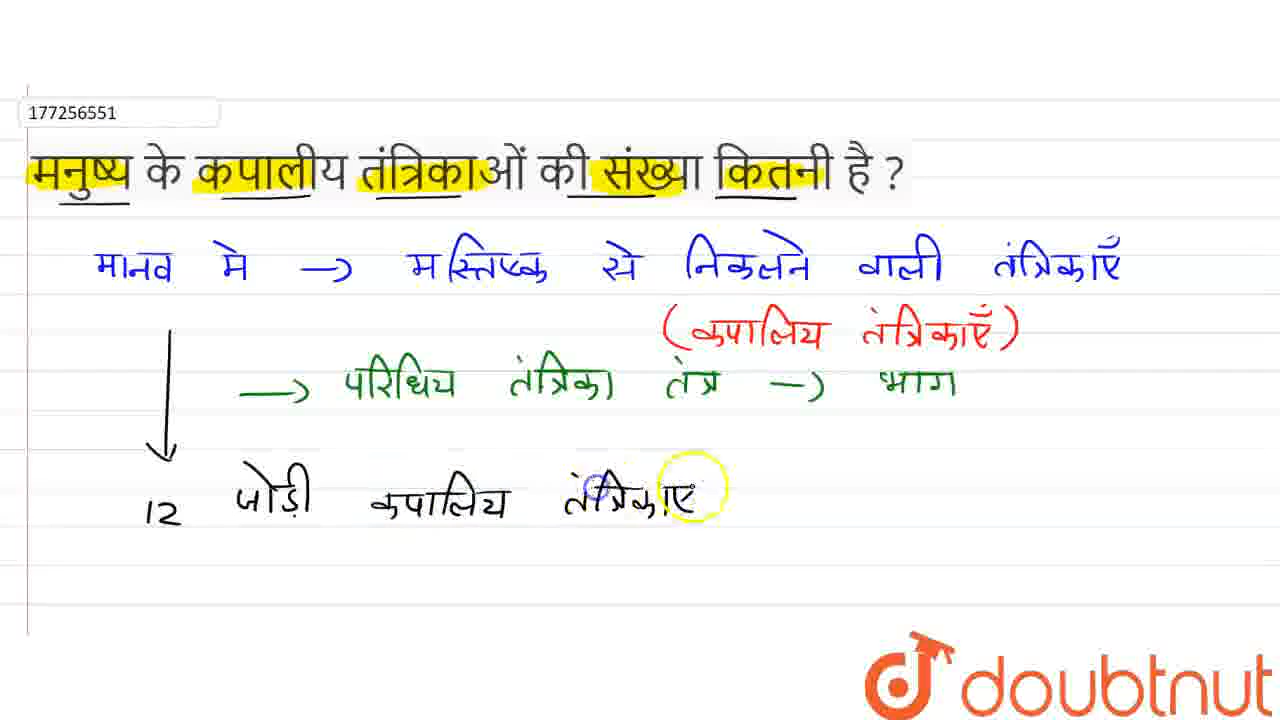 177256551
मनुष्य के कपालीय तंत्रिकाओं की संख्या कितनी है ?
मानव मे → मस्तिष्क से निकलने वाली तंत्रिकाएँ
(कपालिय तंत्रिकाएँ)
→ परिधिय तंत्रिका तंत्र → भाग
12 जोड़ी कपालिय तंत्रिकाएं
doubtnut